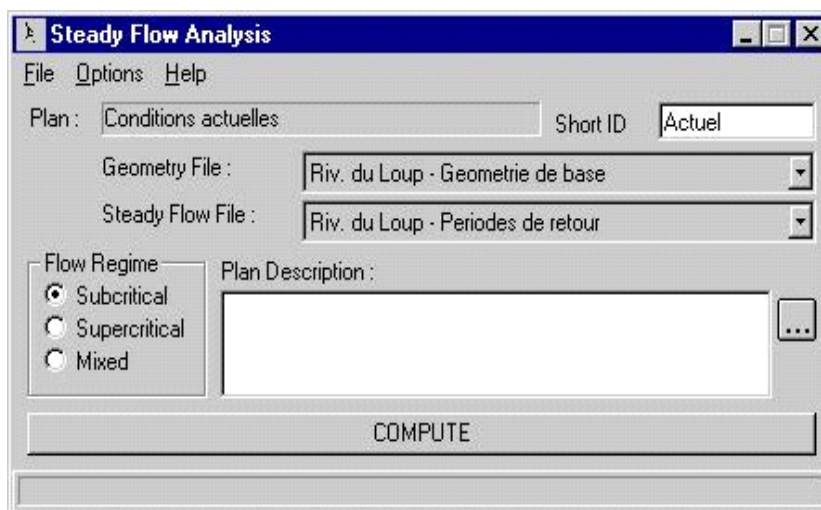 Steady Flow Analysis
File Options Help
Plan : Conditions actuelles Short ID Actuel
Geometry File : Riv. du Loup - Geometrie de base
Steady Flow File : Riv. du Loup - Periodes de retour
Flow Regime Plan Description :
Subcritical
Supercritical
Mixed
...
COMPUTE